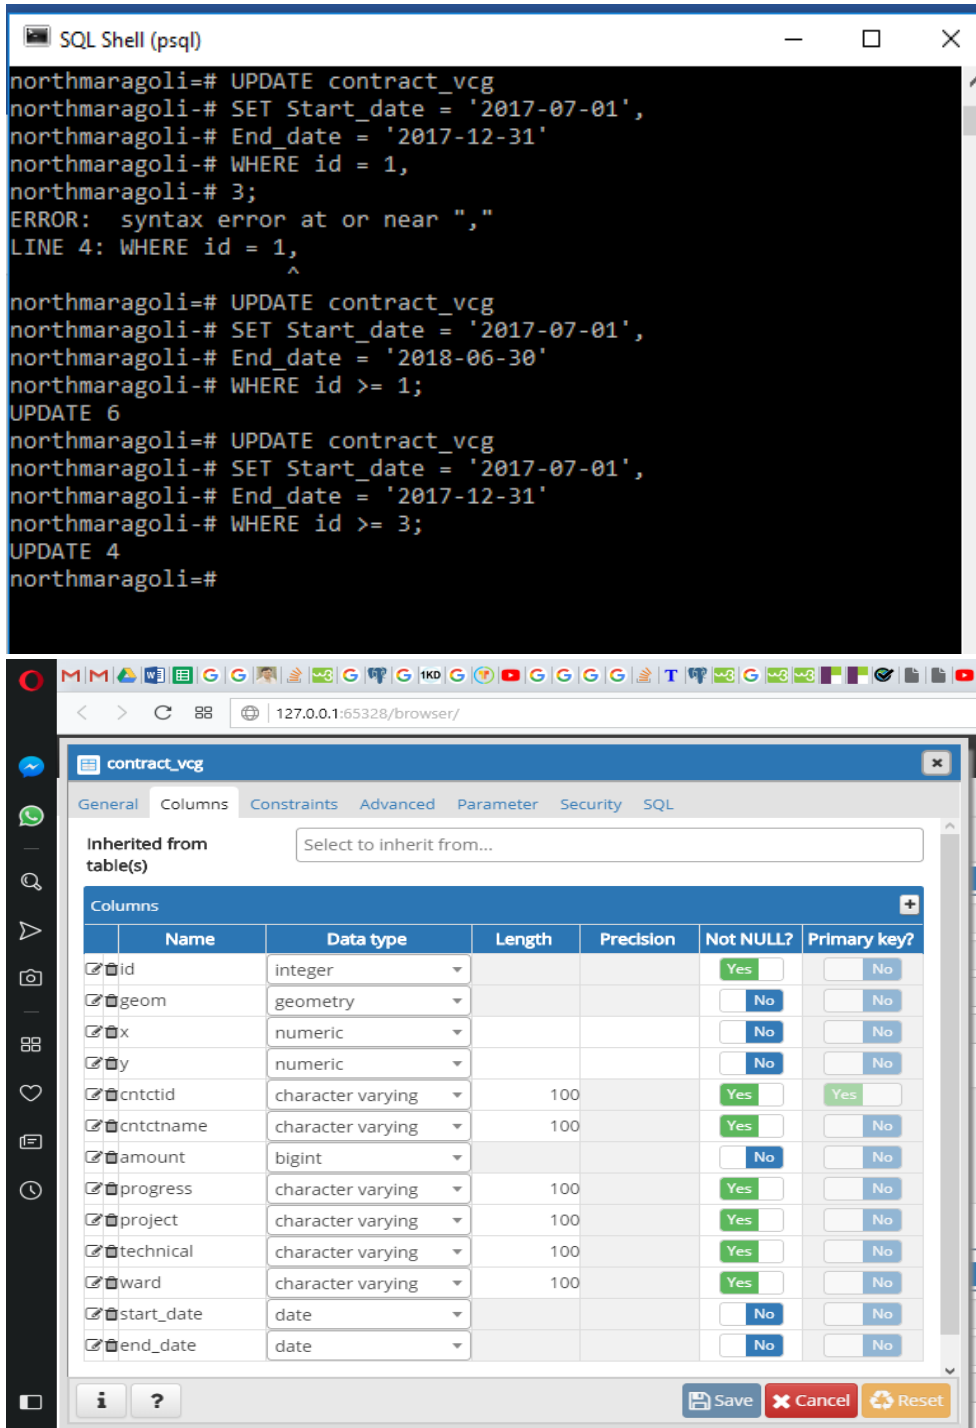 SQL Shell (psql)
northmaragoli=# UPDATE contract_vcg
northmaragoli-# SET Start_date = '2017-07-01',
northmaragoli-# End_date = '2017-12-31'
northmaragoli-# WHERE id = 1,
northmaragoli-# 3;
ERROR:  syntax error at or near ","
LINE 4: WHERE id = 1,
^
northmaragoli=# UPDATE contract_vcg
northmaragoli-# SET Start_date = '2017-07-01',
northmaragoli-# End_date = '2018-06-30'
northmaragoli-# WHERE id >= 1;
UPDATE 6
northmaragoli=# UPDATE contract_vcg
northmaragoli-# SET Start_date = '2017-07-01',
northmaragoli-# End_date = '2017-12-31'
northmaragoli-# WHERE id >= 3;
UPDATE 4
northmaragoli=#
1KD
127.0.0.1:65328/browser/
contract_vcg
General Columns Constraints Advanced Parameter Security SQL
Inherited from table(s) Select to inherit from...
Columns
Name Data type Length Precision Not NULL? Primary key?
id integer Yes No
geom geometry No No
x numeric No No
y numeric No No
cntctid character varying 100 Yes Yes
cntctname character varying 100 Yes No
amount bigint No No
progress character varying 100 Yes No
project character varying 100 Yes No
technical character varying 100 Yes No
ward character varying 100 Yes No
start_date date No No
end_date date No No
i ? Save Cancel Reset